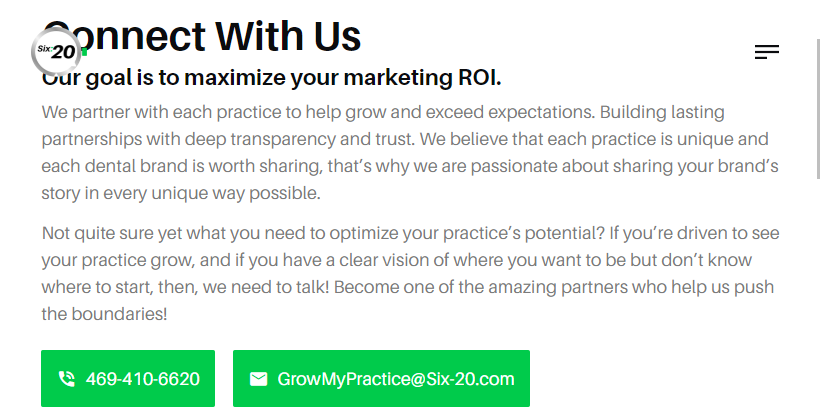 Connect With Us
Six:20
Our goal is to maximize your marketing ROI.
We partner with each practice to help grow and exceed expectations. Building lasting
partnerships with deep transparency and trust. We believe that each practice is unique and
each dental brand is worth sharing, that’s why we are passionate about sharing your brand’s
story in every unique way possible.
Not quite sure yet what you need to optimize your practice’s potential? If you’re driven to see
your practice grow, and if you have a clear vision of where you want to be but don’t know
where to start, then, we need to talk! Become one of the amazing partners who help us push
the boundaries!
469-410-6620
GrowMyPractice@Six-20.com